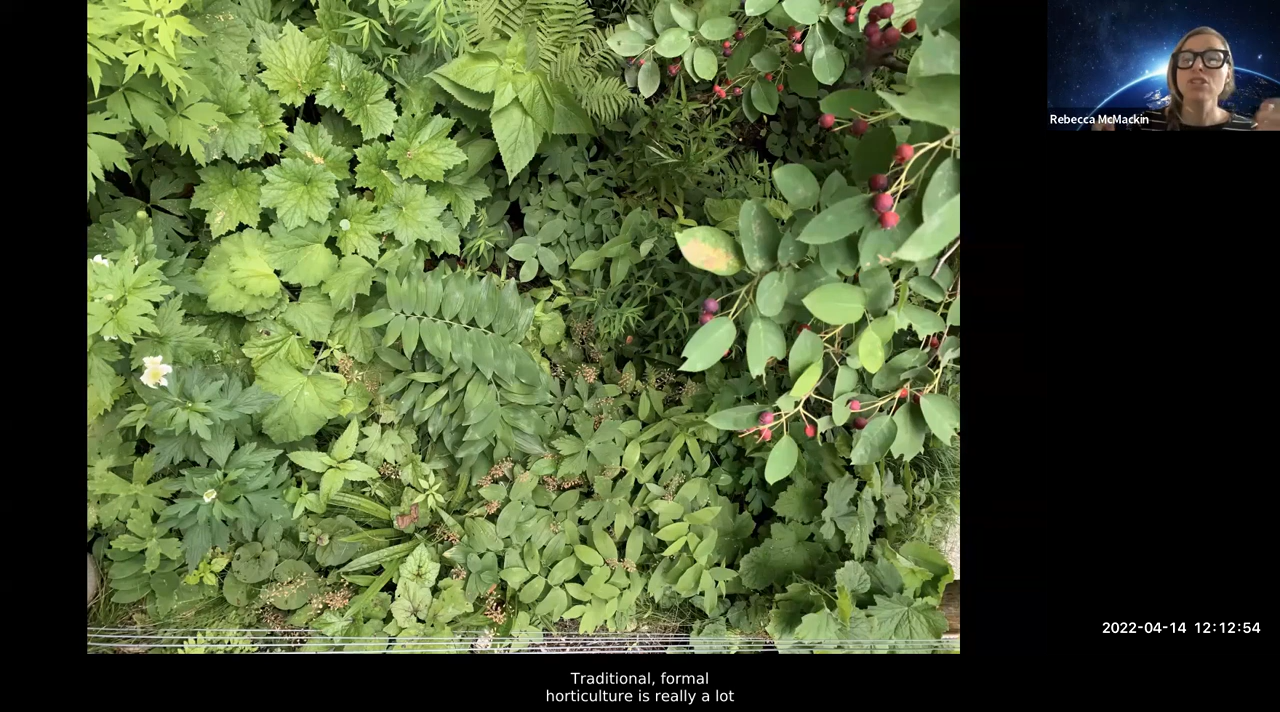 Rebecca McMackin
2022-04-14 12:12:54
Traditional, formal
horticulture is really a lot